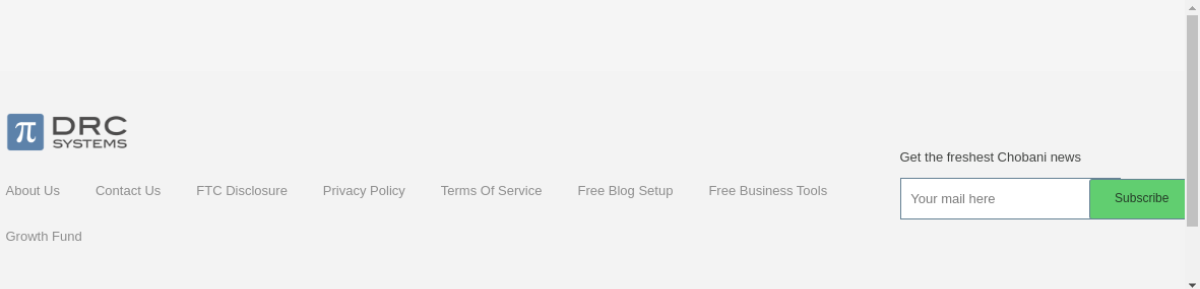 π DRC
SYSTEMS
About Us Contact Us FTC Disclosure Privacy Policy Terms Of Service Free Blog Setup Free Business Tools
Growth Fund
Get the freshest Chobani news
Your mail here Subscribe